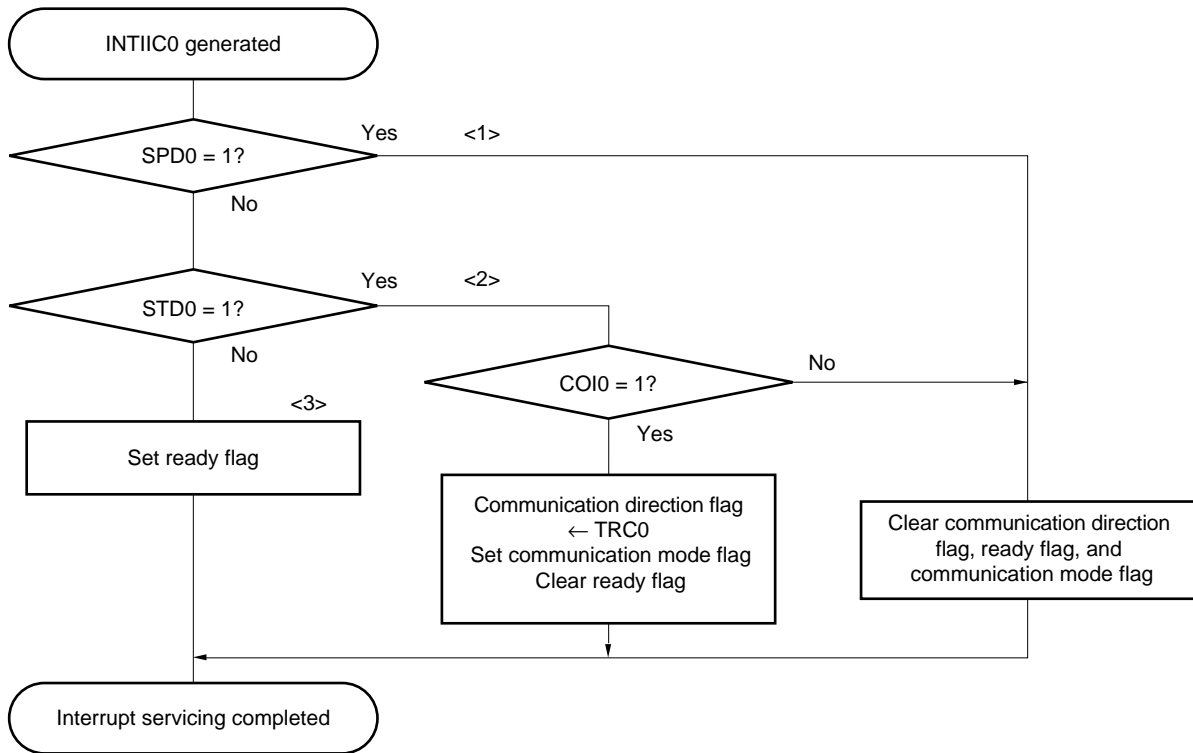 INTIIC0 generated
Yes
<1>
SPD0 = 1?
No
Yes
<2>
STD0 = 1?
No
COI0 = 1?
No
Yes
<3>
Set ready flag
Communication direction flag
← TRC0
Set communication mode flag
Clear ready flag
Clear communication direction
flag, ready flag, and
communication mode flag
Interrupt servicing completed